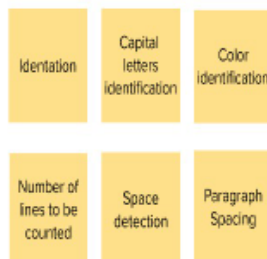 Identation
Capital
letters
identification
Color
identification
Number of
lines to be
counted
Space
detection
Paragraph
Spacing